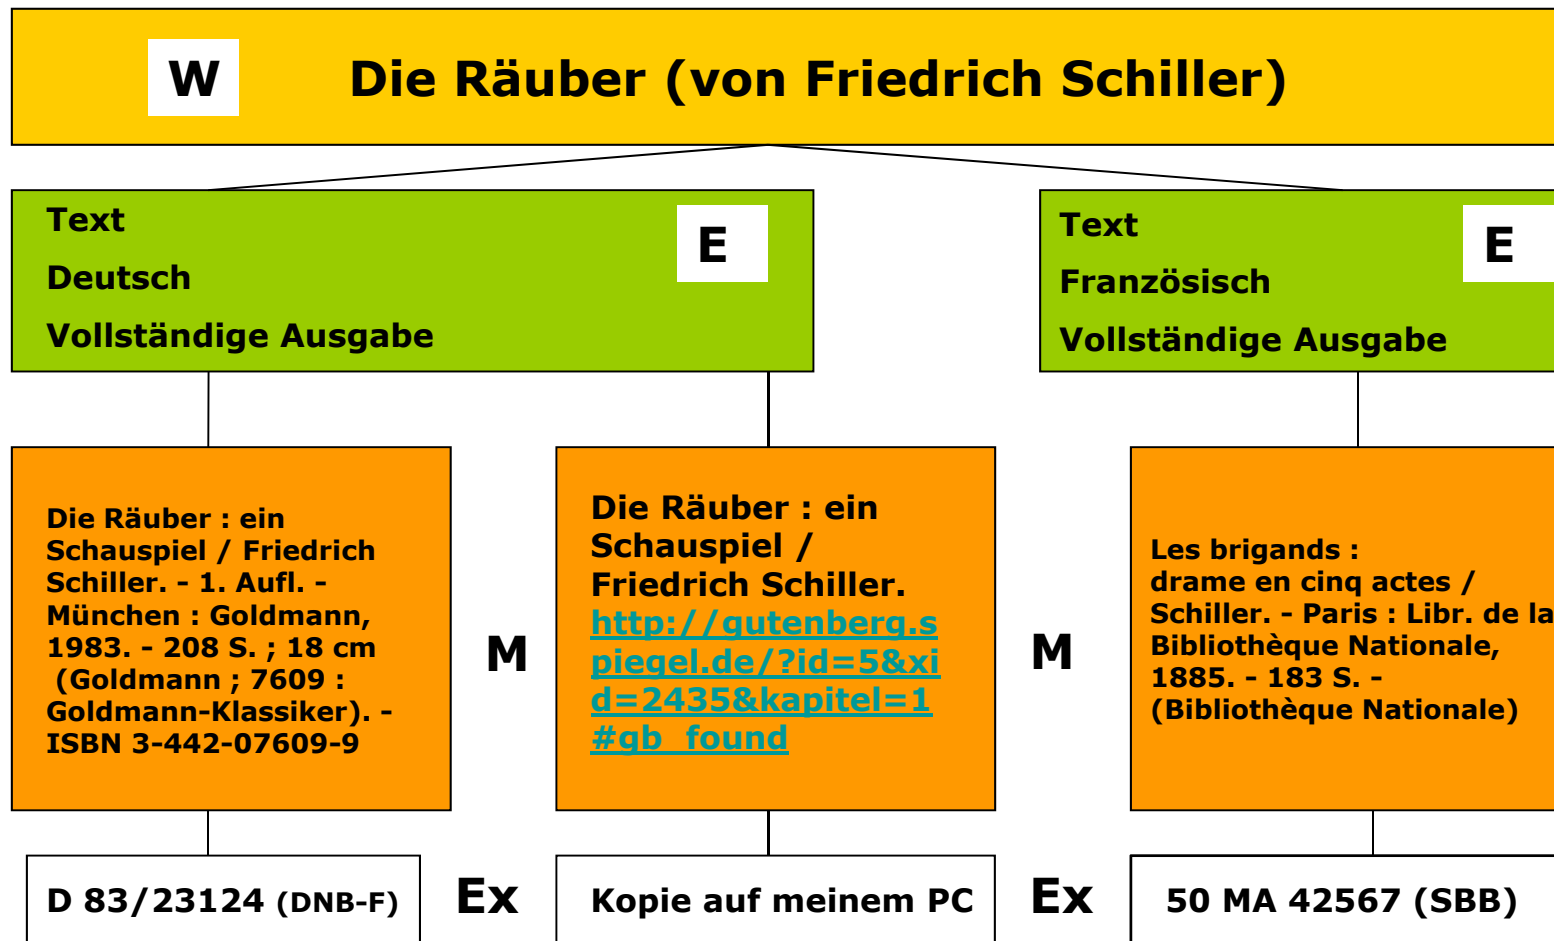 W
Die Räuber (von Friedrich Schiller)
Text
Deutsch
Vollständige Ausgabe
E
Text
Französisch
Vollständige Ausgabe
E
Die Räuber : ein
Schauspiel / Friedrich
Schiller. - 1. Aufl. -
München : Goldmann,
1983. - 208 S. ; 18 cm
(Goldmann ; 7609 :
Goldmann-Klassiker). -
ISBN 3-442-07609-9
M
Die Räuber : ein
Schauspiel /
Friedrich Schiller.
http://gutenberg.s
piegel.de/?id=5&xi
d=2435&kapitel=1
#gb_found
M
Les brigands :
drame en cinq actes /
Schiller. - Paris : Libr. de la
Bibliothèque Nationale,
1885. - 183 S. -
(Bibliothèque Nationale)
D 83/23124 (DNB-F)
Ex
Kopie auf meinem PC
Ex
50 MA 42567 (SBB)